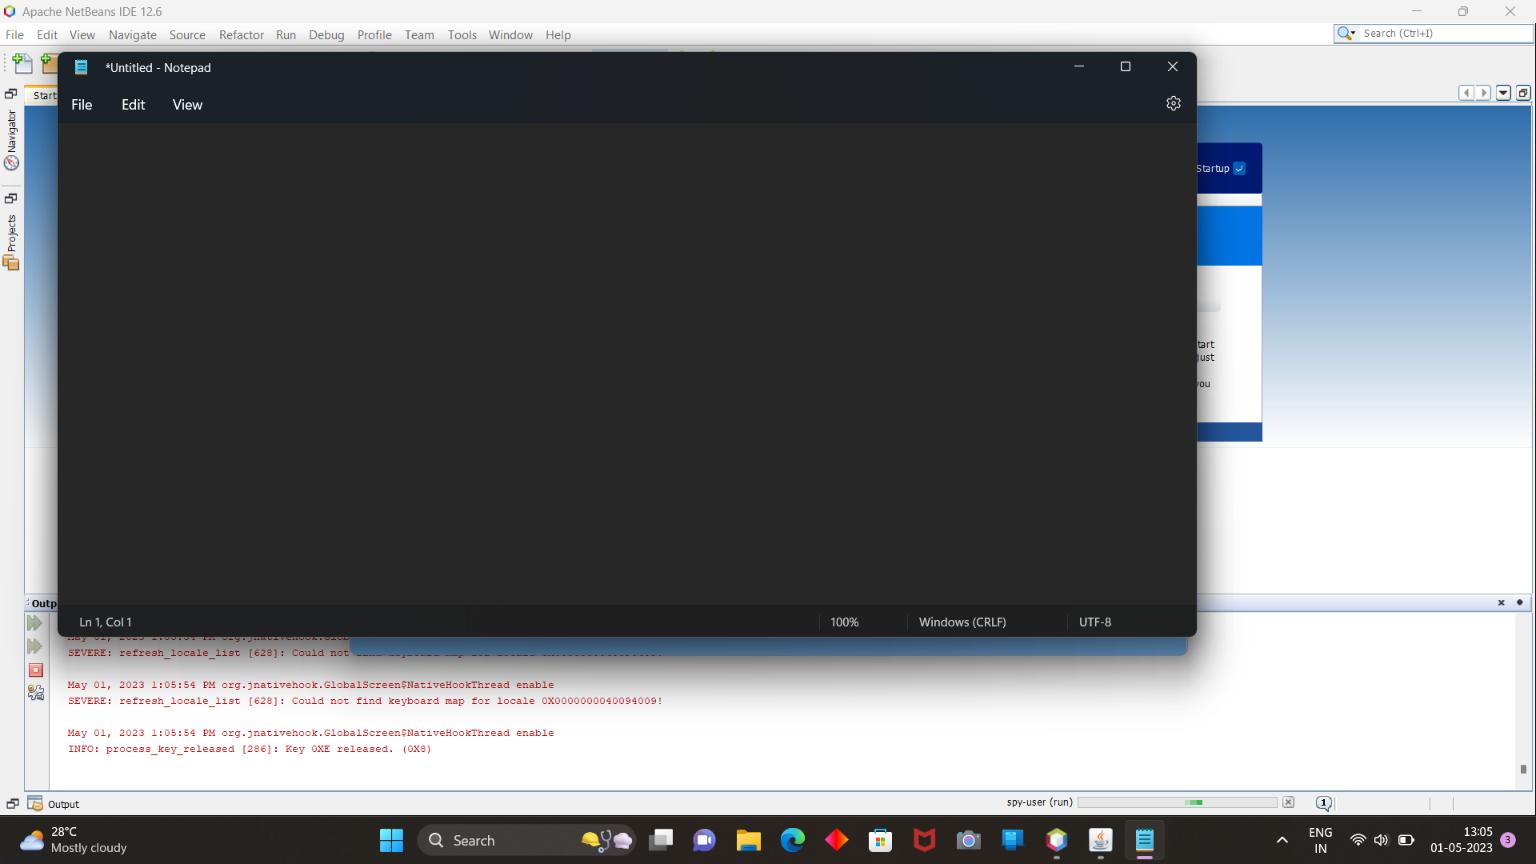 Apache NetBeans IDE 12.6
File Edit View Navigate Source Refactor Run Debug Profile Team Tools Window Help
Search (Ctrl+I)
*Untitled - Notepad
File Edit View
Start
Navigator
Projects
Startup
tart
just
you
Ln 1, Col 1
100%
Windows (CRLF)
UTF-8
Outp
SEVERE: refresh_locale_list [628]: Could not
May 01, 2023 1:05:54 PM org.jnativehook.GlobalScreen$NativeHookThread enable
SEVERE: refresh_locale_list [628]: Could not find keyboard map for locale 0X0000000040094009!
May 01, 2023 1:05:54 PM org.jnativehook.GlobalScreen$NativeHookThread enable
INFO: process_key_released [286]: Key 0XE released. (0X8)
Output
spy-user (run)
1
28°C
Mostly cloudy
Search
ENG
IN
13:05
01-05-2023
3